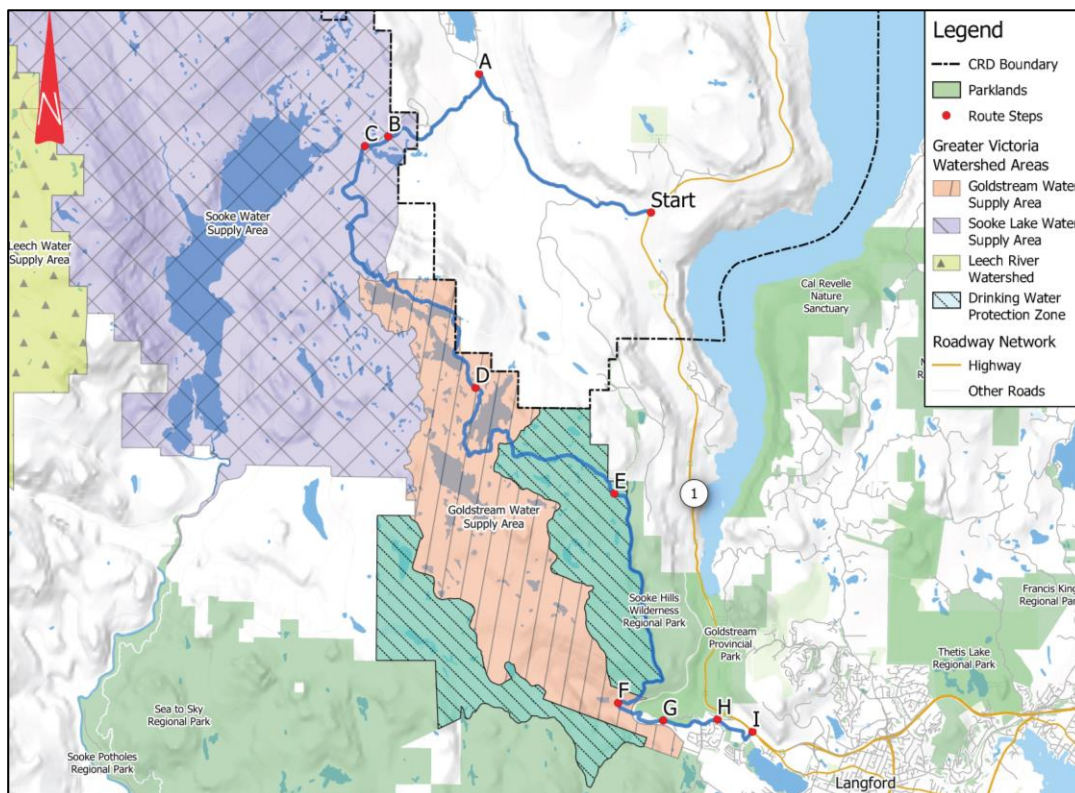 N
A
B
C
Start
Sooke Water
Supply Area
Leech Water
Supply Area
Cal Revelle
Nature
Sanctuary
D
E
1
Goldstream Water
Supply Area
Sooke Hills
Wilderness
Regional Park
Goldstream
Provincial
Park
Francis King
Regional Park
Thetis Lake
Regional Park
F
G
H
I
Sea to Sky
Regional Park
Sooke Potholes
Regional Park
Langford
Legend
CRD Boundary
Parklands
Route Steps
Greater Victoria
Watershed Areas
Goldstream Water
Supply Area
Sooke Lake Water
Supply Area
Leech River
Watershed
Drinking Water
Protection Zone
Roadway Network
Highway
Other Roads